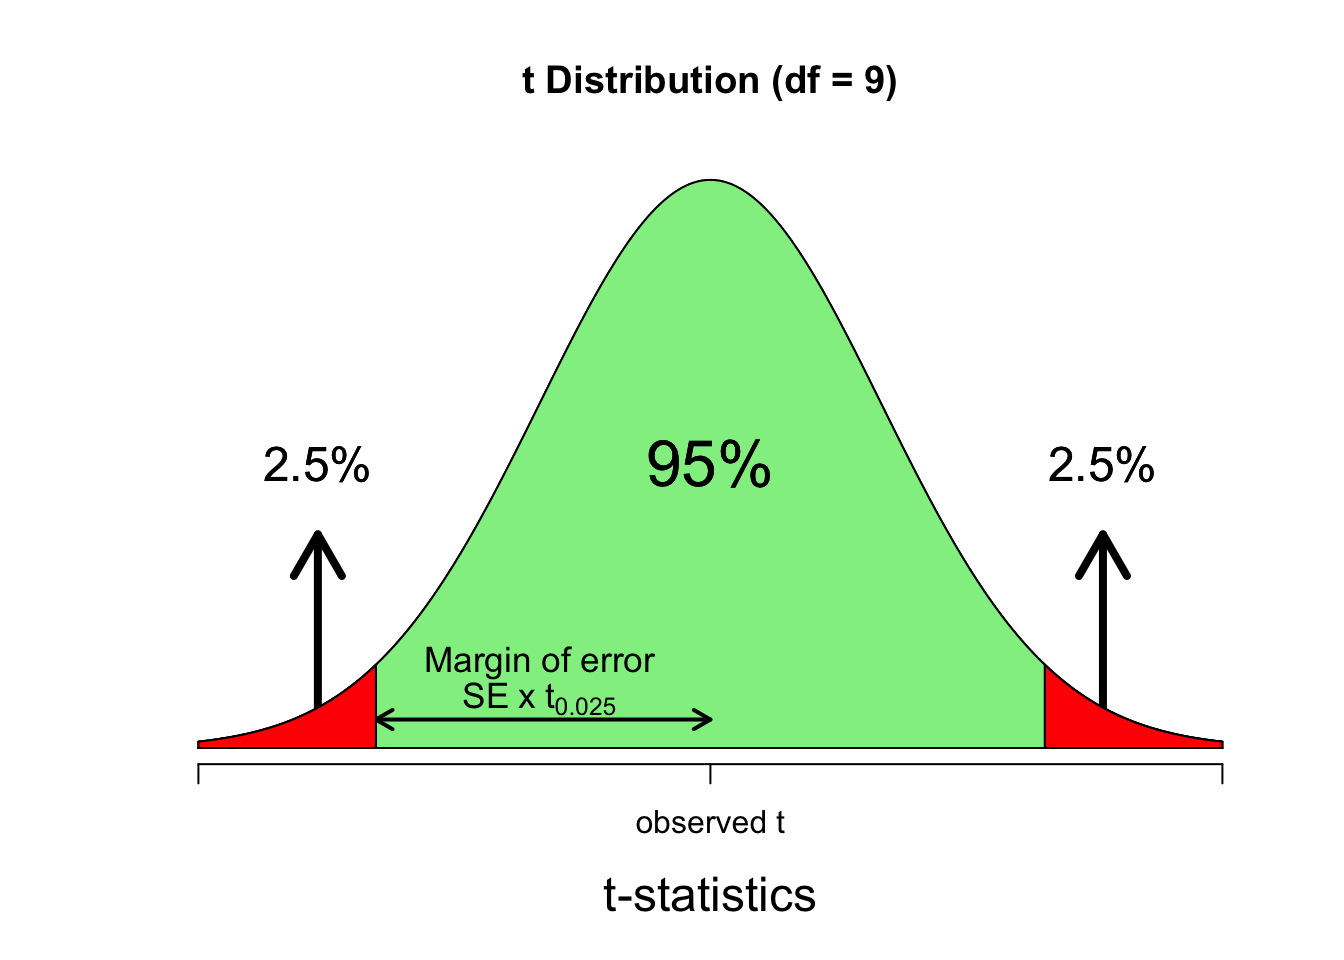 t Distribution (df = 9)
2.5%
95%
2.5%
Margin of error
SE x t0.025
observed t
t-statistics